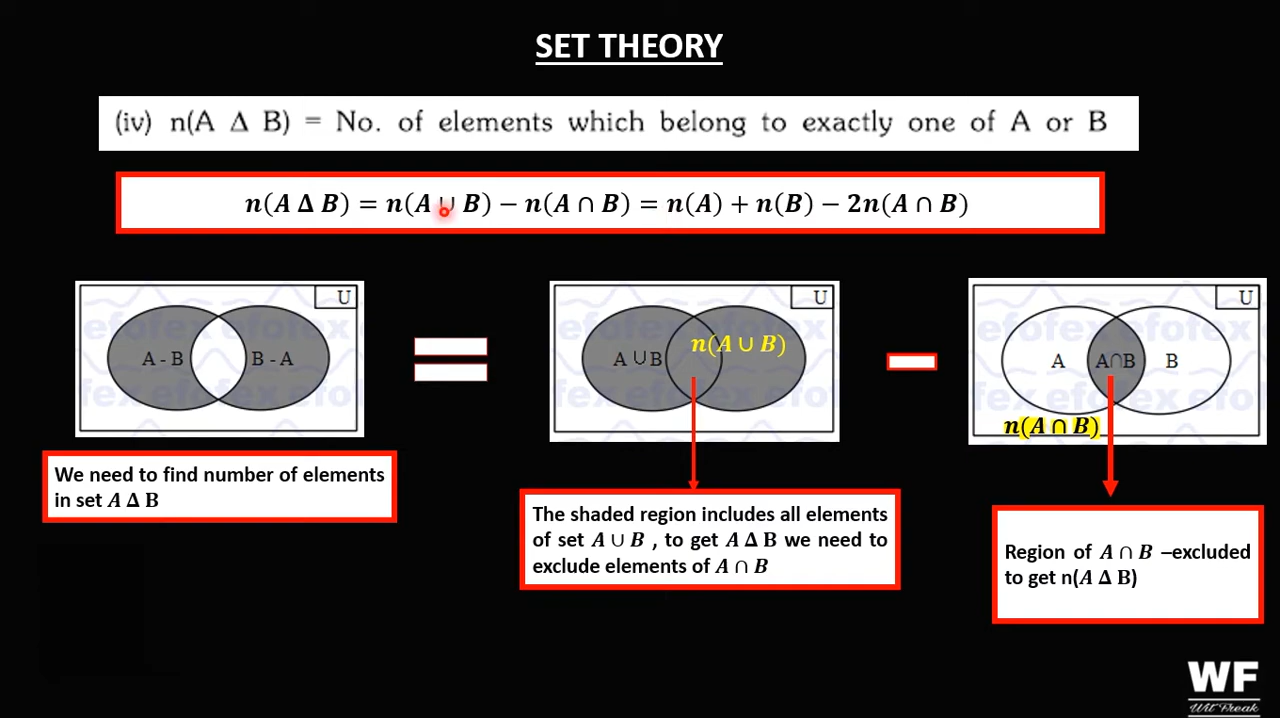 SET THEORY
(iv) n(A Δ B) = No. of elements which belong to exactly one of A or B
n(A Δ B) = n(A ∪ B) − n(A ∩ B) = n(A) + n(B) − 2n(A ∩ B)
U
A - B
B - A
U
A ∪ B
n(A ∪ B)
U
A
A∩B
B
n(A ∩ B)
We need to find number of elements
in set A Δ B
The shaded region includes all elements
of set A ∪ B , to get A Δ B we need to
exclude elements of A ∩ B
Region of A ∩ B –excluded
to get n(A Δ B)
WF
Wit Freak